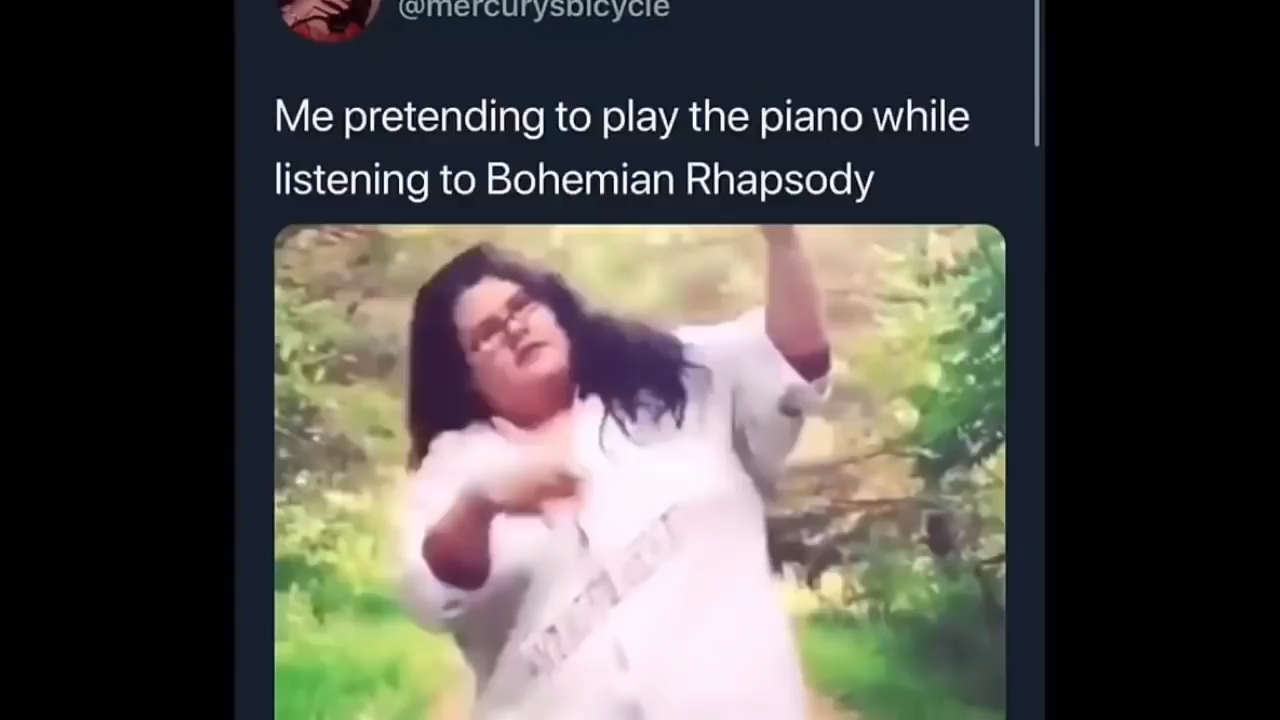 @mercurysbicycle
Me pretending to play the piano while
listening to Bohemian Rhapsody